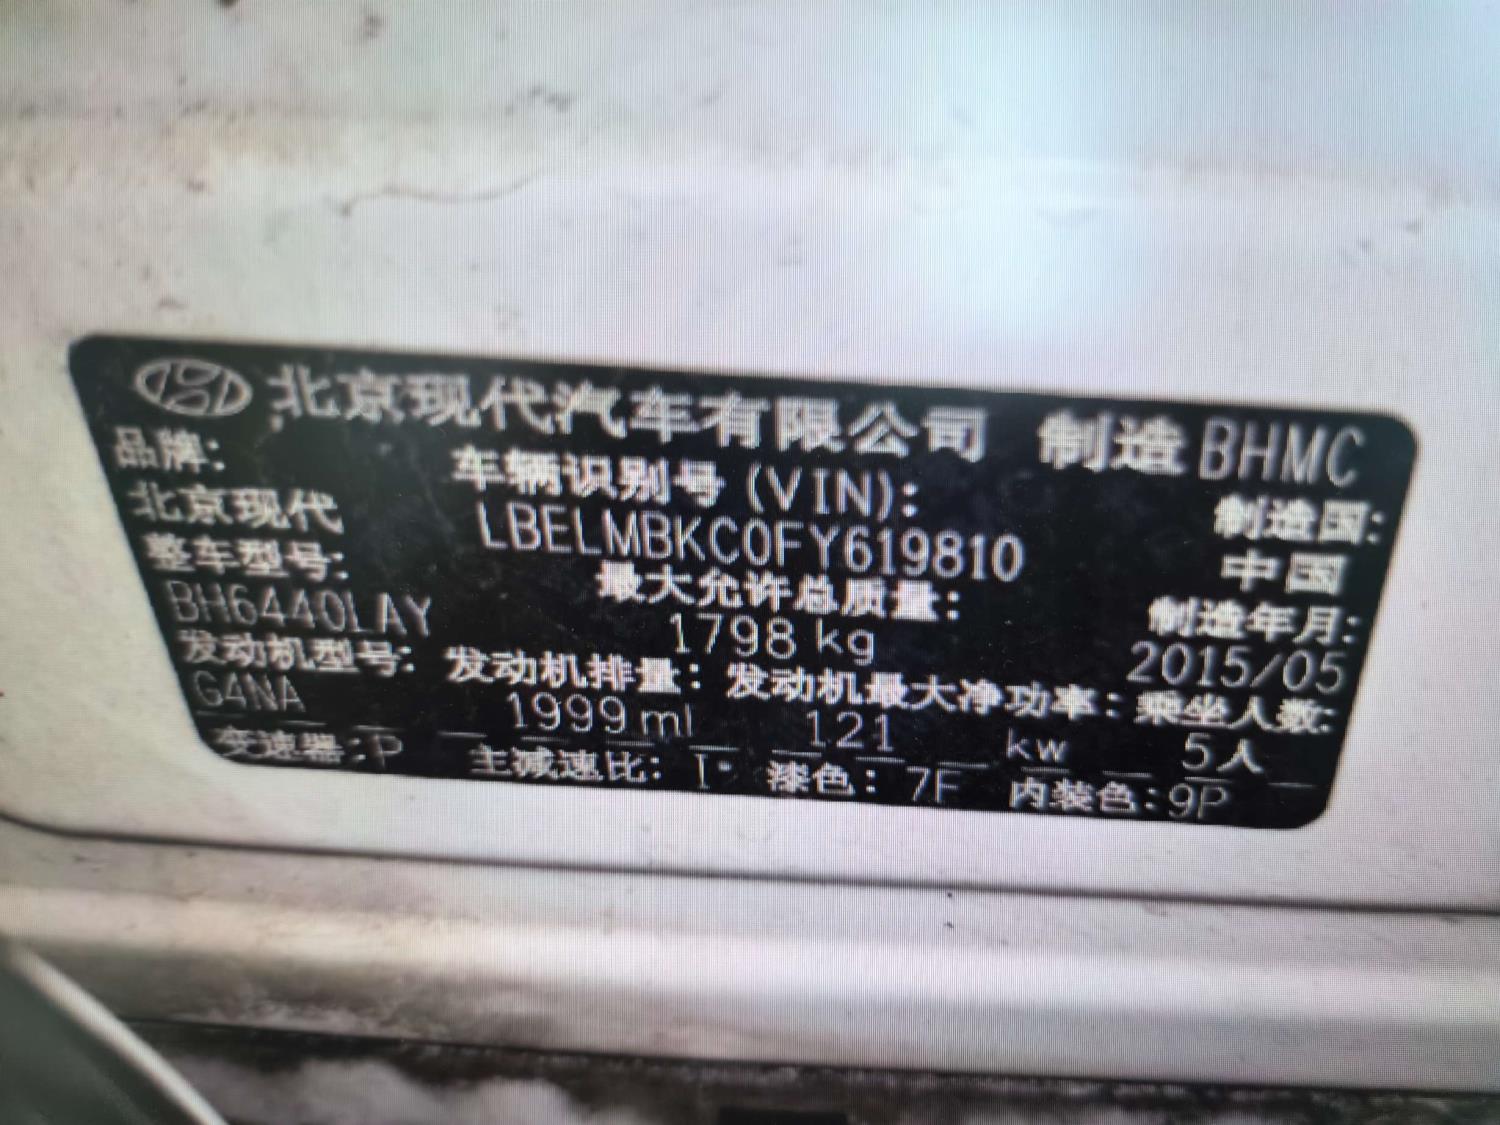 北京现代汽车有限公司 制造 BHMC
品牌: 车辆识别号 (VIN): 制造国:
北京现代 LBELMBKC0FY619810 中国
整车型号: 最大允许总质量: 制造年月:
BH6440LAY 1798 kg 2015/05
发动机型号: 发动机排量: 发动机最大净功率: 乘坐人数:
G4NA 1999 ml 121 kw 5人
变速器:P 主减速比: I· 漆色: 7F 内装色:9P